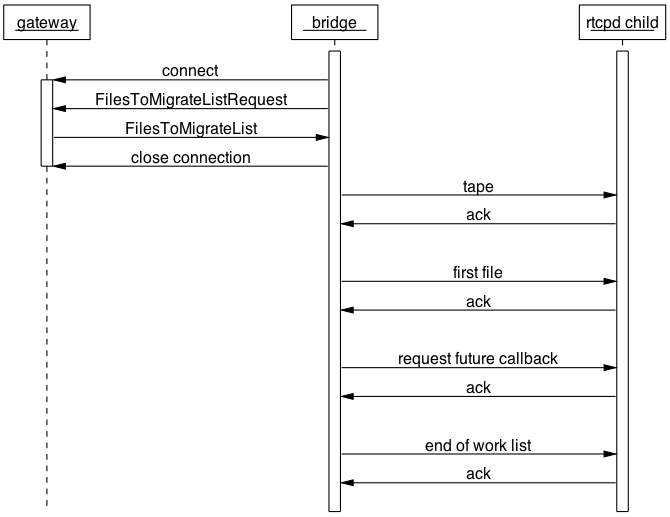 gateway
bridge
rtcpd child
connect
FilesToMigrateListRequest
FilesToMigrateList
close connection
tape
ack
first file
ack
request future callback
ack
end of work list
ack